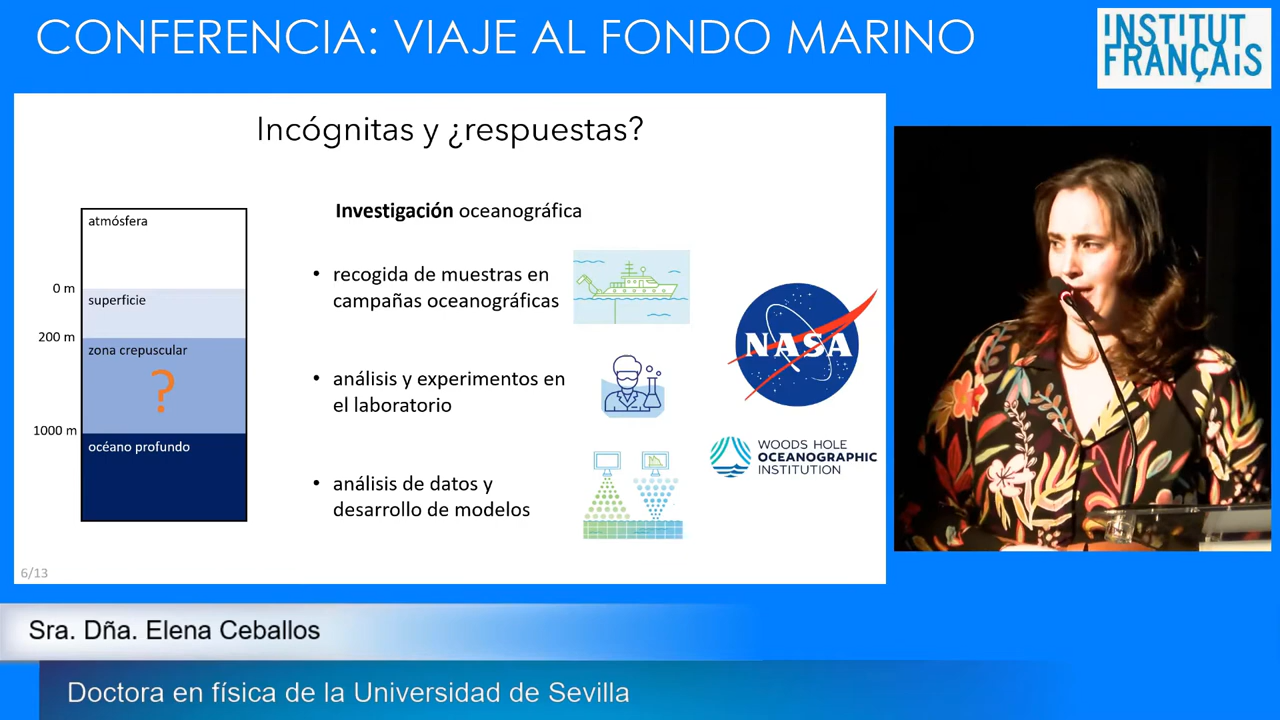 CONFERENCIA: VIAJE AL FONDO MARINO
INSTITUT
FRANÇAIS
Incógnitas y ¿respuestas?
atmósfera
0 m
superficie
200 m
zona crepuscular
?
1000 m
océano profundo
Investigación oceanográfica
• recogida de muestras en
campañas oceanográficas
• análisis y experimentos en
el laboratorio
• análisis de datos y
desarrollo de modelos
NASA
WOODS HOLE
OCEANOGRAPHIC
INSTITUTION
6/13
Sra. Dña. Elena Ceballos
Doctora en física de la Universidad de Sevilla